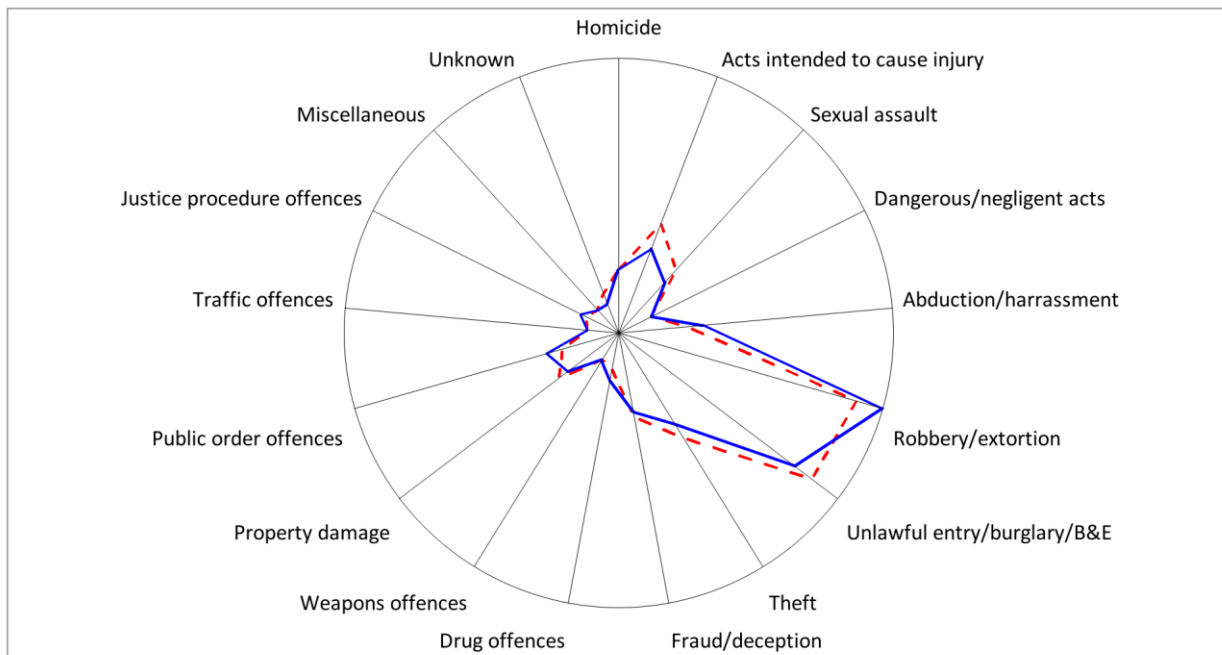 Homicide
Unknown
Acts intended to cause injury
Miscellaneous
Sexual assault
Justice procedure offences
Dangerous/negligent acts
Traffic offences
Abduction/harrassment
Public order offences
Robbery/extortion
Property damage
Unlawful entry/burglary/B&E
Weapons offences
Theft
Drug offences
Fraud/deception